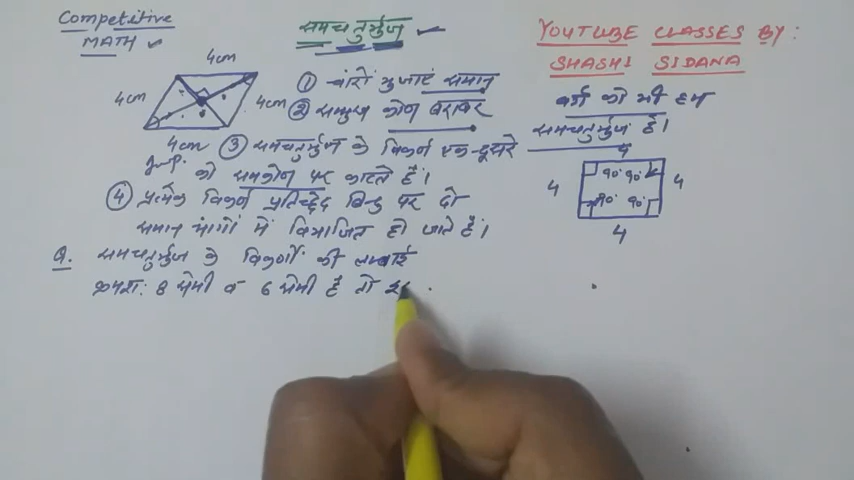 Competitive
MATH
समचतुर्भुज
YOUTUBE CLASSES BY:
SHASHI SIDANA
4cm
4cm
4cm
4cm
① चारों भुजाएं समान
② सम्मुख कोण बराबर
Imp. ③ समचतुर्भुज के विकर्ण एक-दूसरे
को समकोण पर काटते हैं।
④ प्रत्येक विकर्ण प्रतिच्छेद बिन्दु पर दो
समान भागों में विभाजित हो जाते हैं।
वर्ग को भी हम
समचतुर्भुज है।
4
4
4
4
90° 90°
90° 90°
Q. समचतुर्भुज के विकर्णों की लम्बाई
क्रमशः 8 सेमी व 6 सेमी है तो